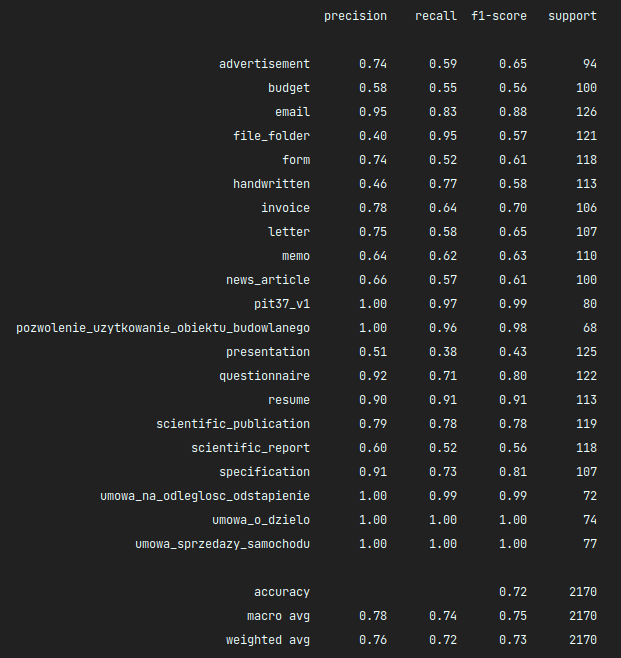 precision recall f1-score support
advertisement 0.74 0.59 0.65 94
budget 0.58 0.55 0.56 100
email 0.95 0.83 0.88 126
file_folder 0.40 0.95 0.57 121
form 0.74 0.52 0.61 118
handwritten 0.46 0.77 0.58 113
invoice 0.78 0.64 0.70 106
letter 0.75 0.58 0.65 107
memo 0.64 0.62 0.63 110
news_article 0.66 0.57 0.61 100
pit37_v1 1.00 0.97 0.99 80
pozwolenie_uzytkowanie_obiektu_budowlanego 1.00 0.96 0.98 68
presentation 0.51 0.38 0.43 125
questionnaire 0.92 0.71 0.80 122
resume 0.90 0.91 0.91 113
scientific_publication 0.79 0.78 0.78 119
scientific_report 0.60 0.52 0.56 118
specification 0.91 0.73 0.81 107
umowa_na_odleglosc_odstapienie 1.00 0.99 0.99 72
umowa_o_dzielo 1.00 1.00 1.00 74
umowa_sprzedazy_samochodu 1.00 1.00 1.00 77
accuracy 0.72 2170
macro avg 0.78 0.74 0.75 2170
weighted avg 0.76 0.72 0.73 2170